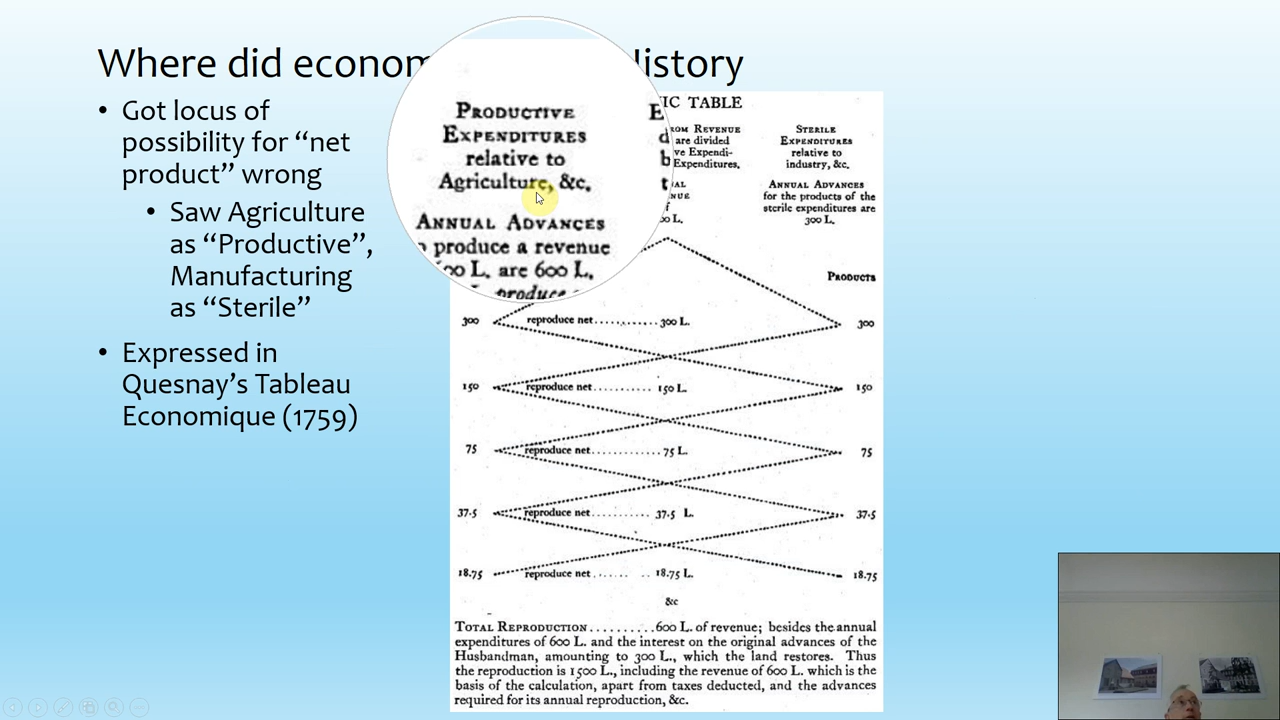 Where did econom
History
• Got locus of
possibility for “net
product” wrong
• Saw Agriculture
as “Productive”,
Manufacturing
as “Sterile”
• Expressed in
Quesnay’s Tableau
Economique (1759)
PRODUCTIVE
EXPENDITURES
relative to
Agriculture, &c.
ANNUAL ADVANCES
produce a revenue
L. are 600 L.
produce
IC TABLE
ROM REVENUE
are divided
ve Expendi-
Expenditures.
STERILE
EXPENDITURES
relative to
industry, &c.
ANNUAL ADVANCES
for the products of the
sterile expenditures are
300 L.
PRODUCTS
300 reproduce net.......... 300 L. 300
150 reproduce net.......... 150 L. 150
75 reproduce net.......... 75 L. 75
37.5 reproduce net.......... 37.5 L. 37.5
18.75 reproduce net...... .. 18.75 L. 18.75
&c
TOTAL REPRODUCTION..........600 L. of revenue; besides the annual
expenditures of 600 L. and the interest on the original advances of the
Husbandman, amounting to 300 L., which the land restores. Thus
the reproduction is 1500 L., including the revenue of 600 L. which is the
basis of the calculation, apart from taxes deducted, and the advances
required for its annual reproduction, &c.